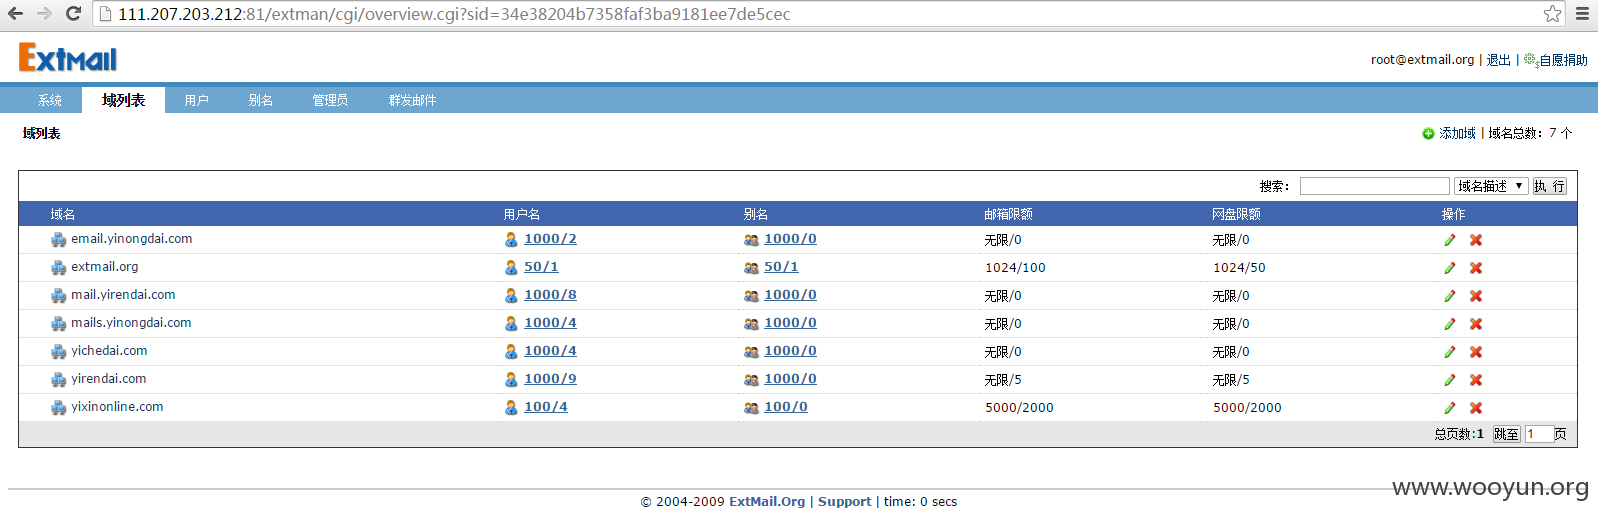 111.207.203.212:81/extman/cgi/overview.cgi?sid=34e38204b7358faf3ba9181ee7de5cec
ExtMail
root@extmail.org | 退出 | 自愿捐助
系统 域列表 用户 别名 管理员 群发邮件
域列表 添加域 | 域名总数: 7 个
搜索: 域名描述 ▼ 执 行
域名 用户名 别名 邮箱限额 网盘限额 操作
email.yinongdai.com 1000/2 1000/0 无限/0 无限/0
extmail.org 50/1 50/1 1024/100 1024/50
mail.yirendai.com 1000/8 1000/0 无限/0 无限/0
mails.yinongdai.com 1000/4 1000/0 无限/0 无限/0
yichedai.com 1000/4 1000/0 无限/0 无限/0
yirendai.com 1000/9 1000/0 无限/5 无限/5
yixinonline.com 100/4 100/0 5000/2000 5000/2000
总页数:1 跳至 1 页
© 2004-2009 ExtMail.Org | Support | time: 0 secs
www.wooyun.org